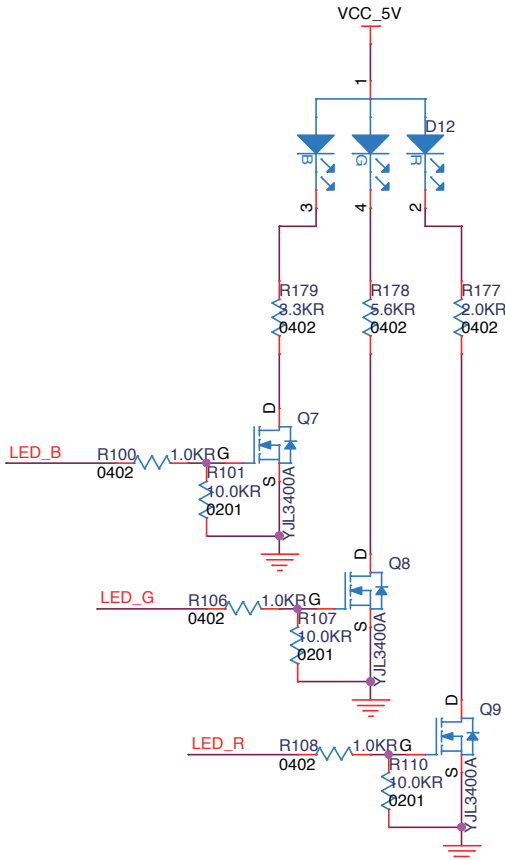 VCC_5V
1
D12
B
G
R
3
4
2
R179
3.3KR
0402
R178
5.6KR
0402
R177
2.0KR
0402
D
Q7
LED_B
R100
1.0KR
G
0402
R101
10.0KR
0201
S
YJL3400A
D
Q8
LED_G
R106
1.0KR
G
0402
R107
10.0KR
0201
S
YJL3400A
D
Q9
LED_R
R108
1.0KR
G
0402
R110
10.0KR
0201
S
YJL3400A